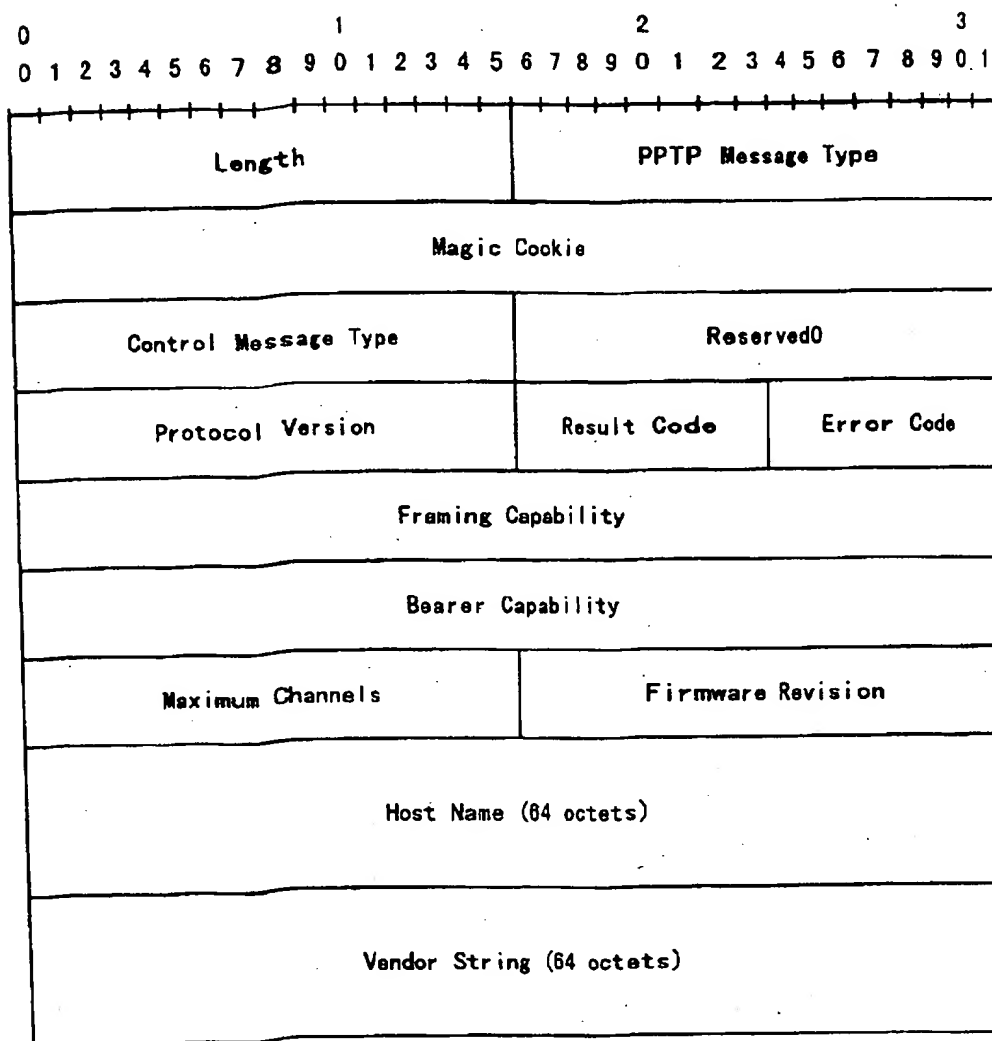 0 1 2 3
0 1 2 3 4 5 6 7 8 9 0 1 2 3 4 5 6 7 8 9 0 1 2 3 4 5 6 7 8 9 0 1
Length PPTP Message Type
Magic Cookie
Control Message Type Reserved0
Protocol Version Result Code Error Code
Framing Capability
Bearer Capability
Maximum Channels Firmware Revision
Host Name (64 octets)
Vendor String (64 octets)